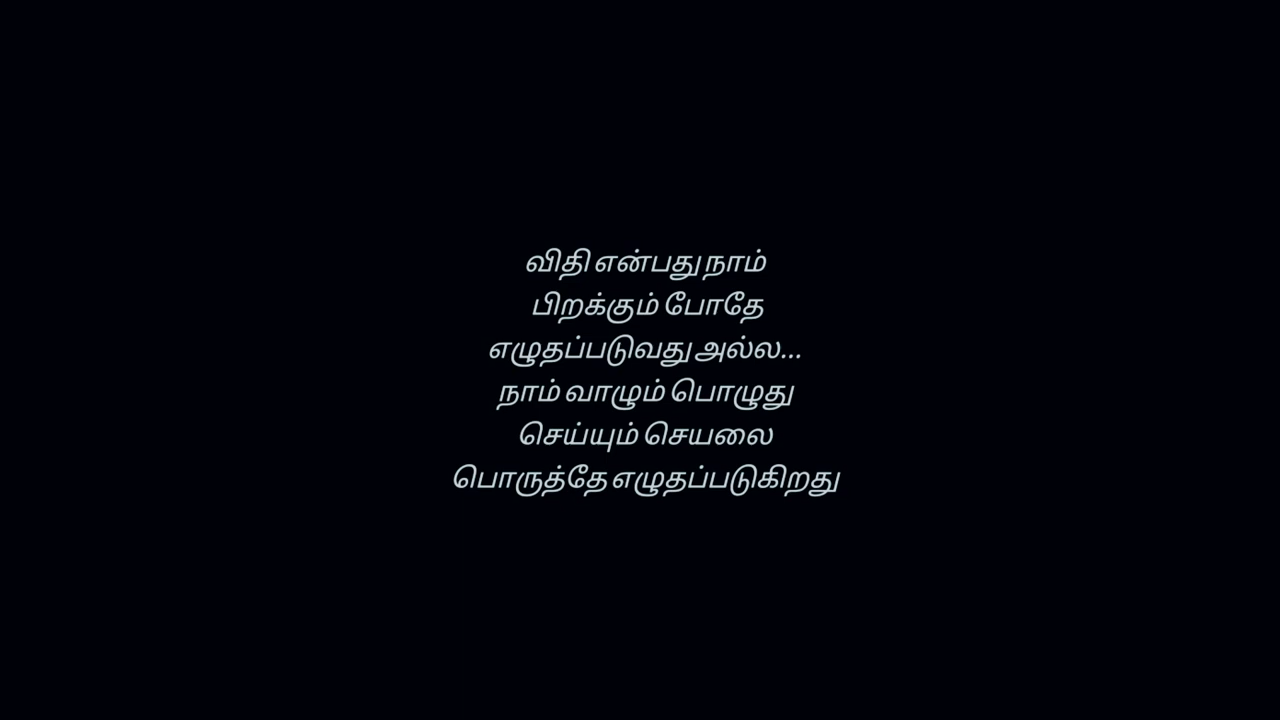 விதி என்பது நாம்
பிறக்கும் போதே
எழுதப்படுவது அல்ல...
நாம் வாழும் பொழுது
செய்யும் செயலை
பொருத்தே எழுதப்படுகிறது